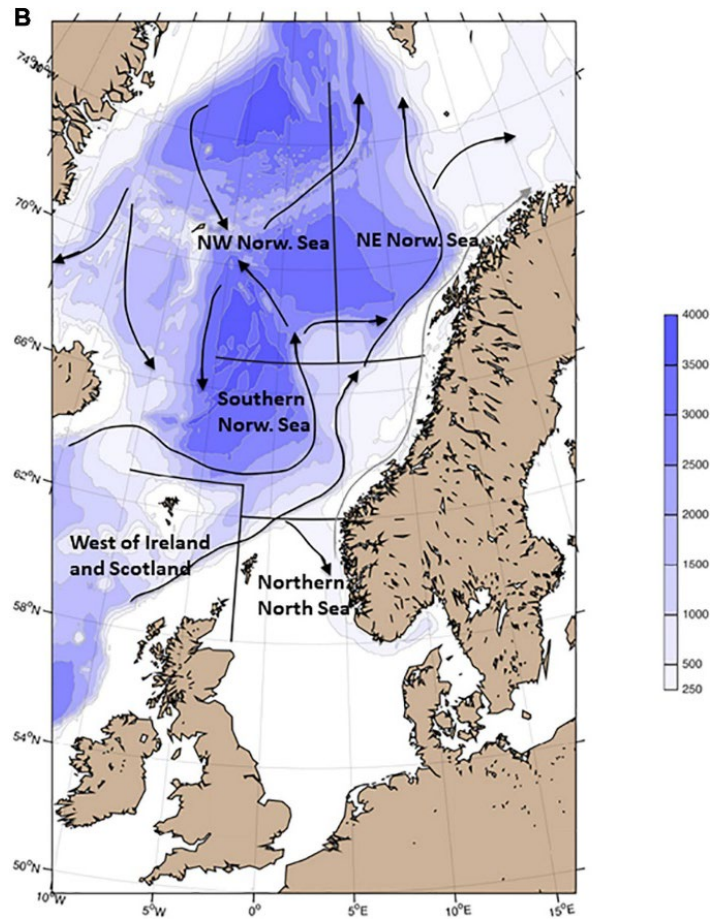 B
74°30'N
70°N
66°N
62°N
58°N
54°N
50°N
10°W
5°W
0°
5°E
10°E
15°E
NW Norw. Sea
NE Norw. Sea
Southern
Norw. Sea
West of Ireland
and Scotland
Northern
North Sea
4000
3500
3000
2500
2000
1500
1000
500
250